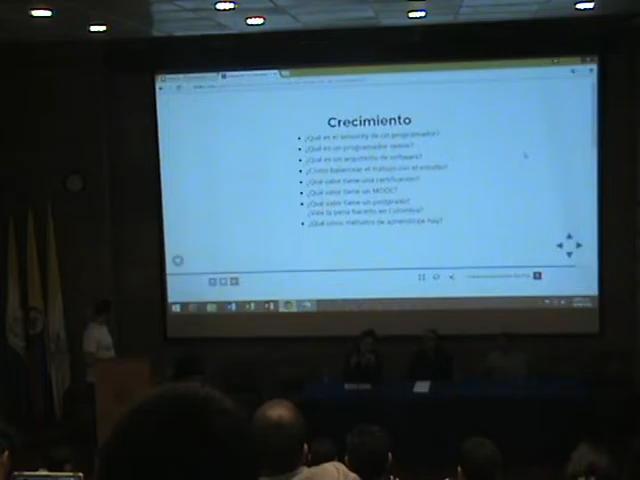 Crecimiento
¿Qué es el seniority de un programador?
¿Qué es un programador senior?
¿Qué es un arquitecto de software?
¿Cómo balancear el trabajo con el estudio?
¿Qué valor tiene una certificación?
¿Qué valor tiene un MOOC?
¿Qué valor tiene un postgrado?
¿Vale la pena hacerlo en Colombia?
¿Qué otros métodos de aprendizaje hay?